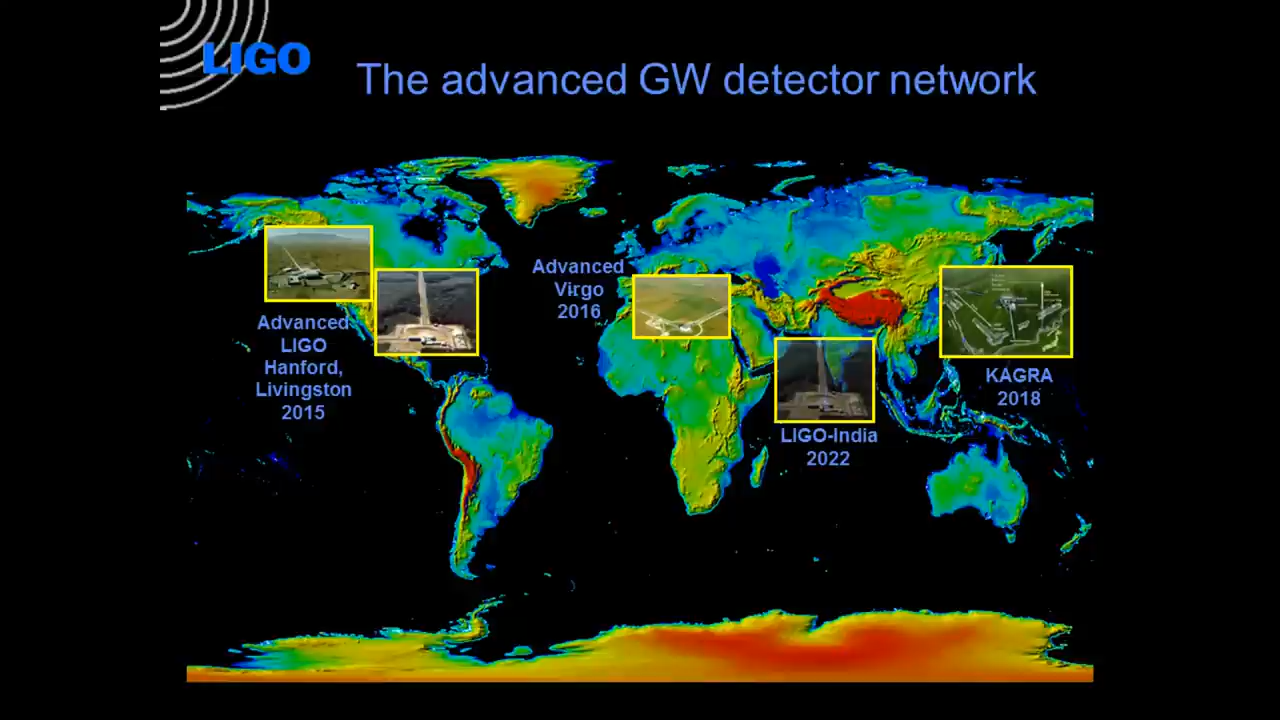 LIGO
The advanced GW detector network
Advanced
LIGO
Hanford,
Livingston
2015
Advanced
Virgo
2016
LIGO-India
2022
KAGRA
2018